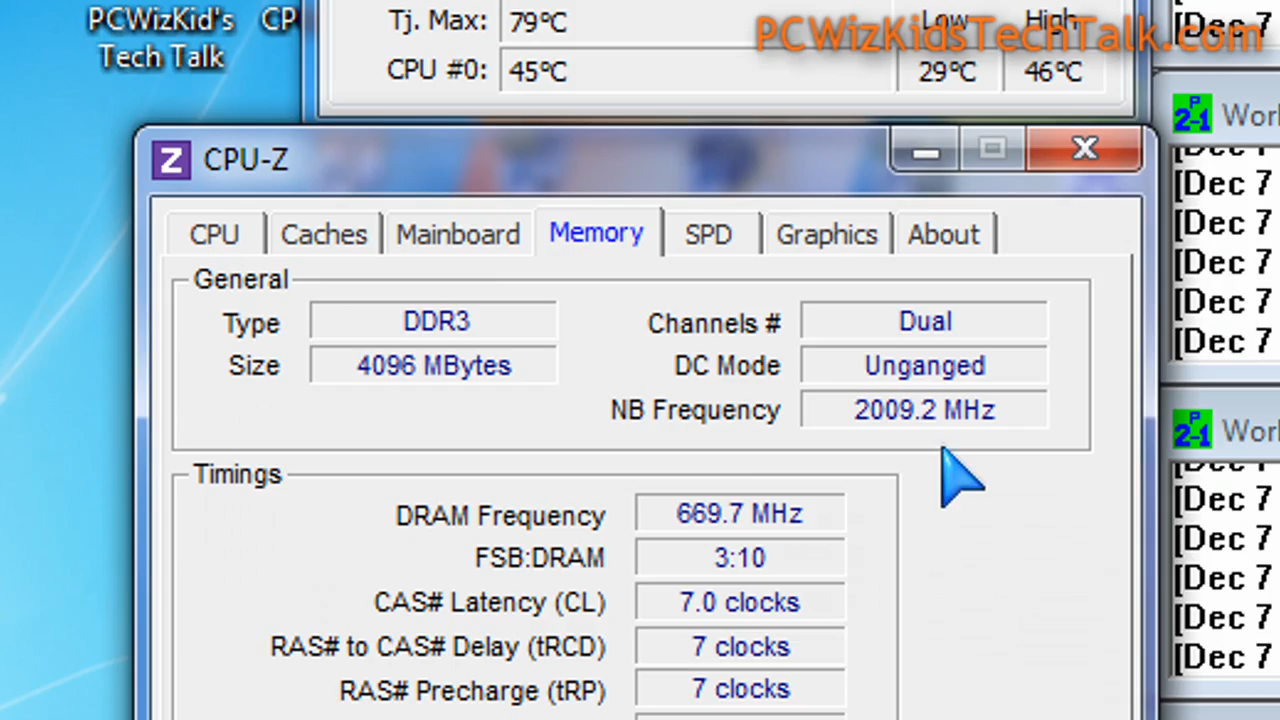 PCWizKid's CP
Tech Talk
Tj. Max: 79°C Low High
CPU #0: 45°C 29°C 46°C
PCWizKidsTechTalk.com
[Dec 7
CPU-Z
CPU Caches Mainboard Memory SPD Graphics About
General
Type DDR3 Channels # Dual
Size 4096 MBytes DC Mode Unganged
NB Frequency 2009.2 MHz
Timings
DRAM Frequency 669.7 MHz
FSB:DRAM 3:10
CAS# Latency (CL) 7.0 clocks
RAS# to CAS# Delay (tRCD) 7 clocks
RAS# Precharge (tRP) 7 clocks
Work
[Dec 7
[Dec 7
[Dec 7
[Dec 7
[Dec 7
[Dec 7
Work
[Dec 7
[Dec 7
[Dec 7
[Dec 7
[Dec 7
[Dec 7